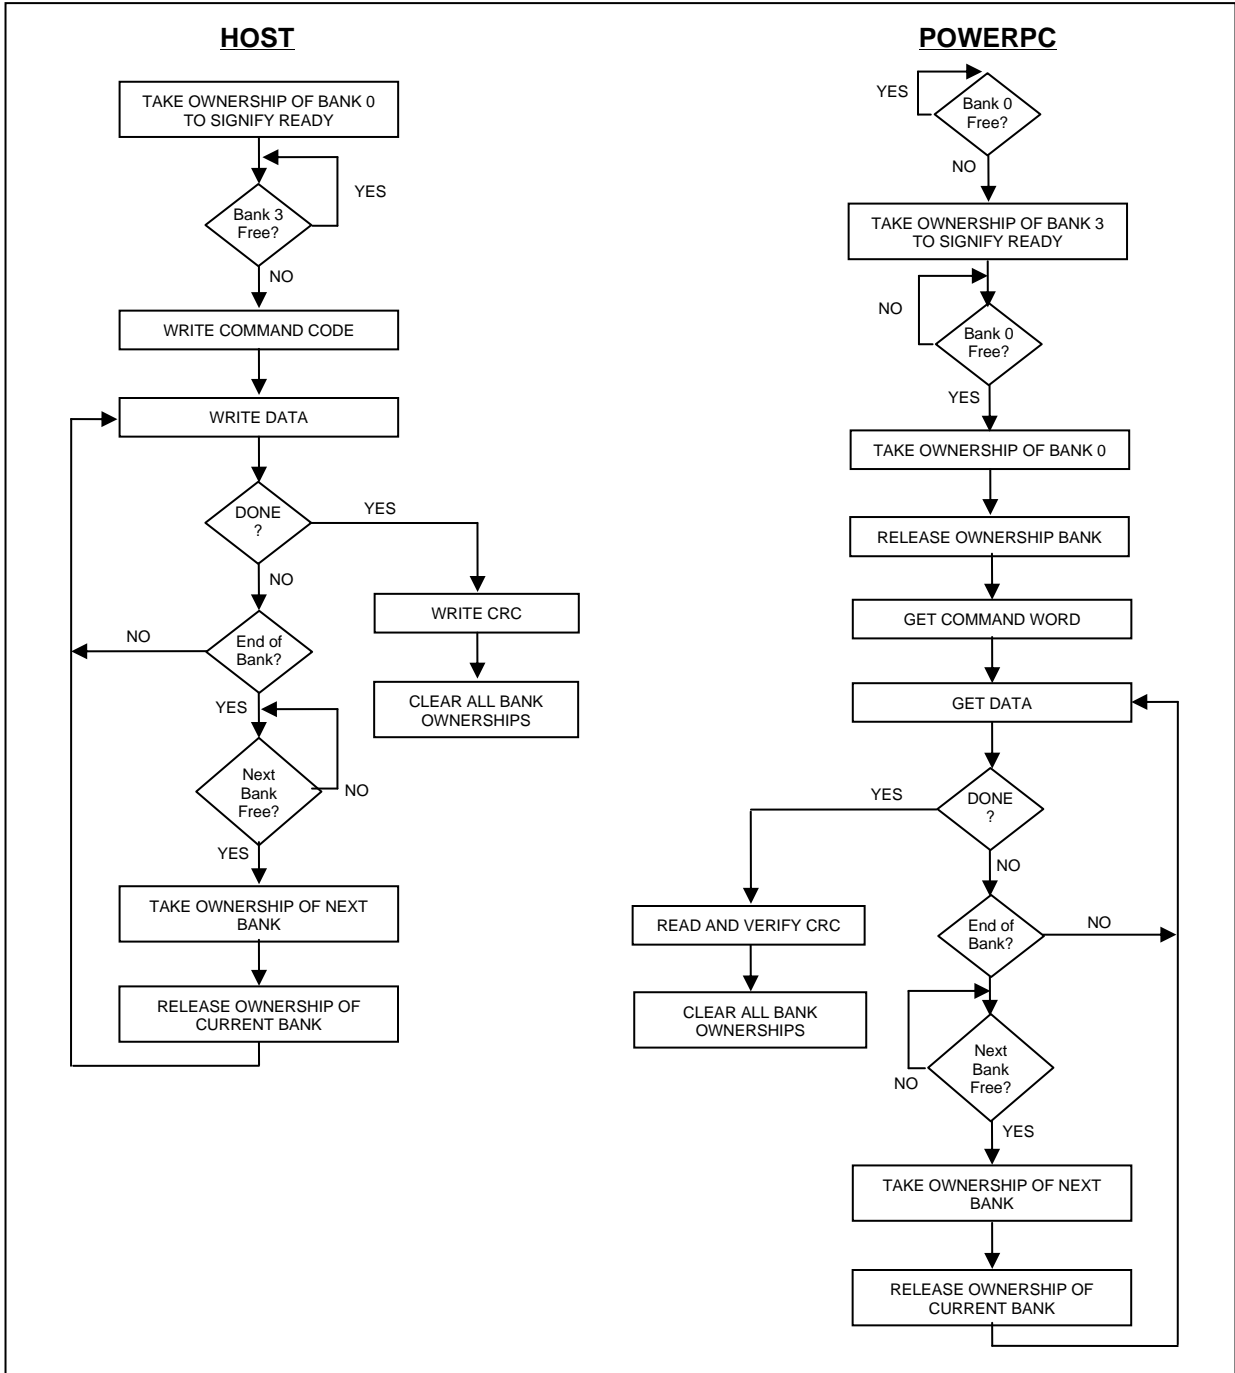 HOST
TAKE OWNERSHIP OF BANK 0
TO SIGNIFY READY
YES
Bank 3
Free?
NO
WRITE COMMAND CODE
WRITE DATA
DONE
?
YES
NO
WRITE CRC
NO
End of
Bank?
CLEAR ALL BANK
OWNERSHIPS
YES
Next
Bank
Free?
NO
YES
TAKE OWNERSHIP OF NEXT
BANK
RELEASE OWNERSHIP OF
CURRENT BANK
POWERPC
YES
Bank 0
Free?
NO
TAKE OWNERSHIP OF BANK 3
TO SIGNIFY READY
NO
Bank 0
Free?
YES
TAKE OWNERSHIP OF BANK 0
RELEASE OWNERSHIP BANK
GET COMMAND WORD
GET DATA
YES
DONE
?
NO
READ AND VERIFY CRC
End of
Bank?
NO
CLEAR ALL BANK
OWNERSHIPS
Next
Bank
Free?
NO
YES
TAKE OWNERSHIP OF NEXT
BANK
RELEASE OWNERSHIP OF
CURRENT BANK